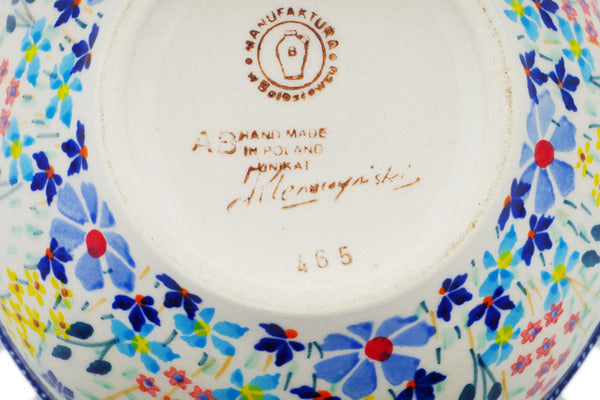 MANUFAKTURA
B
w Bolesławcu
AB HAND MADE
IN POLAND
UNIKAT
465